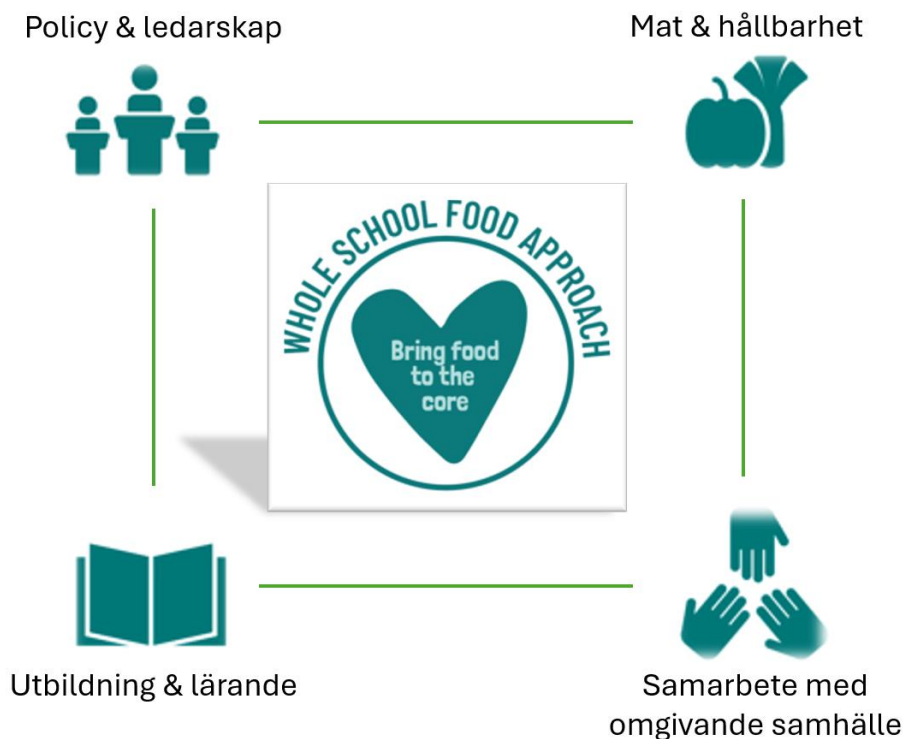 Policy & ledarskap
Mat & hållbarhet
WHOLE SCHOOL FOOD APPROACH
Bring food
to the
core
Utbildning & lärande
Samarbete med
omgivande samhälle